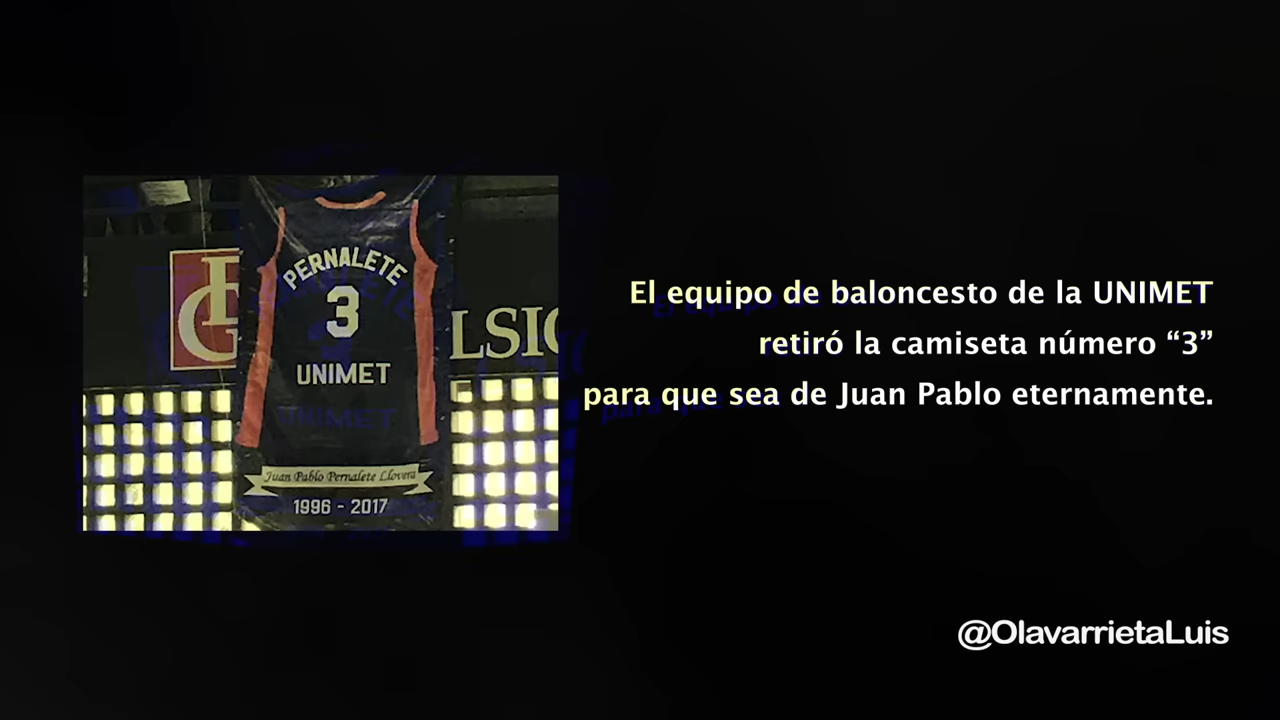 PERNALETE
3
UNIMET
LSIC
Juan Pablo Pernalete Llovera
1996 - 2017
El equipo de baloncesto de la UNIMET
retiró la camiseta número “3”
para que sea de Juan Pablo eternamente.
@OlavarrietaLuis